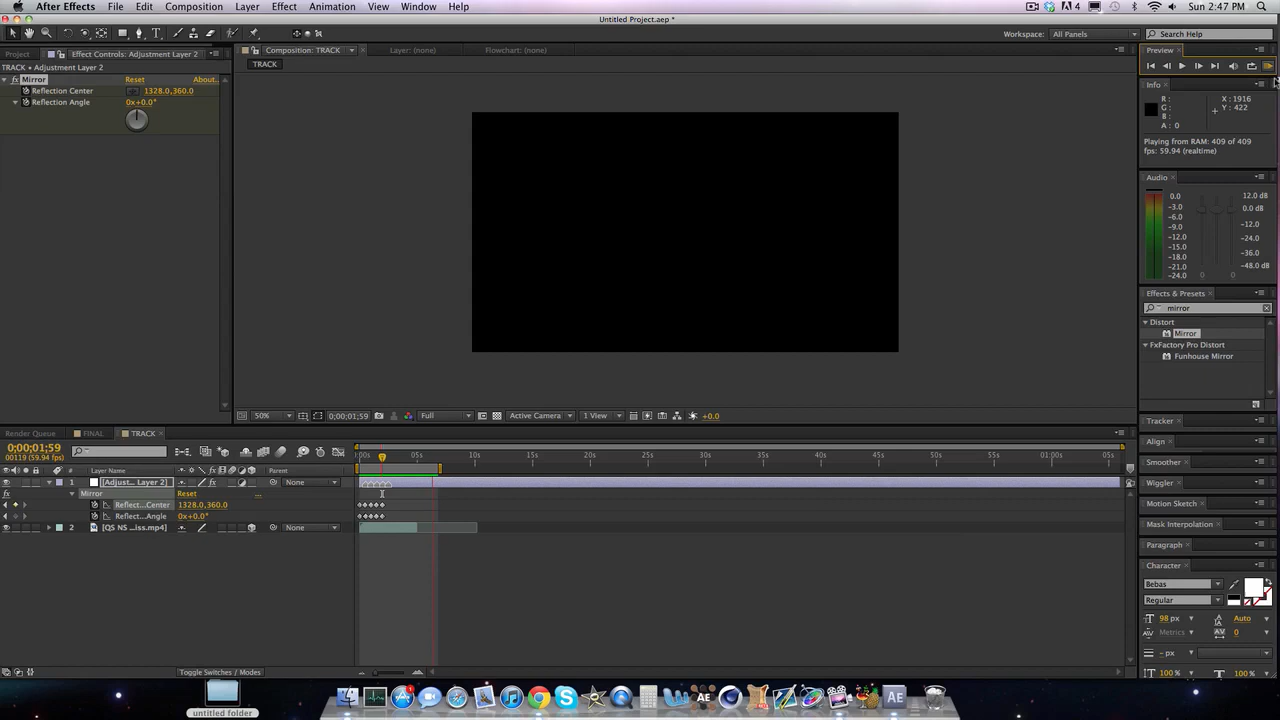 After Effects File Edit Composition Layer Effect Animation View Window Help
4 Sun 2:47 PM
Untitled Project.aep *
Workspace: All Panels Search Help
Project Effect Controls: Adjustment Layer 2
Composition: TRACK Layer: (none) Flowchart: (none)
Preview
TRACK • Adjustment Layer 2
TRACK
fx Mirror Reset About...
Reflection Center 1328.0,360.0
Reflection Angle 0x+0.0°
Info
R :
G :
B :
A : 0
X : 1916
Y : 422
Playing from RAM: 409 of 409
fps: 59.94 (realtime)
Audio
0.0
-3.0
-6.0
-9.0
-12.0
-15.0
-18.0
-21.0
-24.0
0 0
12.0 dB
0.0 dB
-12.0
-24.0
-36.0
-48.0 dB
Effects & Presets
mirror
Distort
Mirror
FxFactory Pro Distort
Funhouse Mirror
50% 0;00;01;59 Full Active Camera 1 View +0.0
Tracker
Align
Smoother
Wiggler
Motion Sketch
Mask Interpolation
Paragraph
Character
Bebas
Regular
98 px Auto
Metrics 0
- px
100 % 100 %
Render Queue FINAL TRACK
0;00;01;59
00119 (59.94 fps)
:00s 05s 10s 15s 20s 25s 30s 35s 40s 45s 50s 55s 01:00s 05s
# Layer Name Parent
1 [Adjust... Layer 2] None
fx Mirror Reset ...
Reflect...Center 1328.0,360.0
Reflect...Angle 0x+0.0°
2 [QS NS ...iss.mp4] None
Toggle Switches / Modes
AE AE
untitled folder